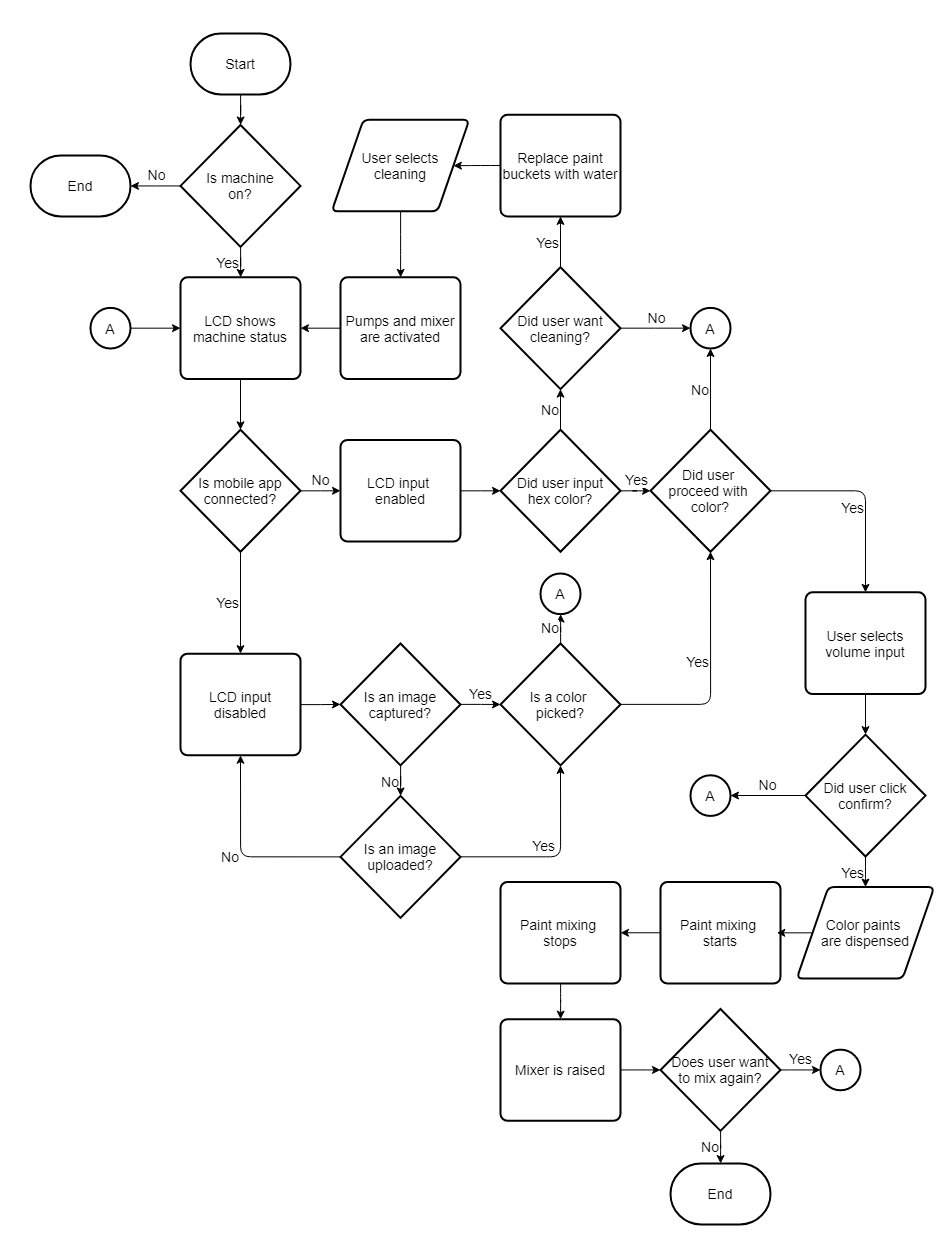 Start
Is machine
on?
No
End
Yes
User selects
cleaning
Replace paint
buckets with water
Yes
A
LCD shows
machine status
Pumps and mixer
are activated
Did user want
cleaning?
No
A
No
No
Is mobile app
connected?
No
LCD input
enabled
Did user input
hex color?
Yes
Did user
proceed with
color?
Yes
Yes
A
No
User selects
volume input
LCD input
disabled
Is an image
captured?
Yes
Is a color
picked?
Yes
No
Is an image
uploaded?
No
Yes
A
No
Did user click
confirm?
Yes
Paint mixing
stops
Paint mixing
starts
Color paints
are dispensed
Mixer is raised
Does user want
to mix again?
Yes
A
No
End